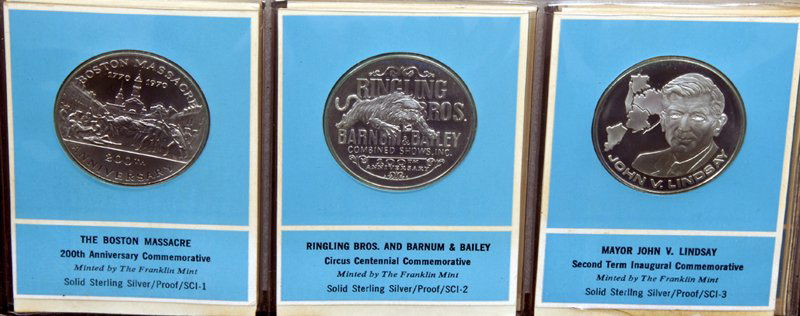 BOSTON MASSACRE
1770 1970
200TH
ANNIVERSARY
THE BOSTON MASSACRE
200th Anniversary Commemorative
Minted by The Franklin Mint
Solid Sterling Silver/Proof/SCI-1
RINGLING
BROS.
BARNUM & BAILEY
COMBINED SHOWS, INC.
100TH
ANNIVERSARY
RINGLING BROS. AND BARNUM & BAILEY
Circus Centennial Commemorative
Minted by The Franklin Mint
Solid Sterling Silver/Proof/SCI-2
JOHN V. LINDSAY
MAYOR JOHN V. LINDSAY
Second Term Inaugural Commemorative
Minted by The Franklin Mint
Solid Sterling Silver/Proof/SCI-3